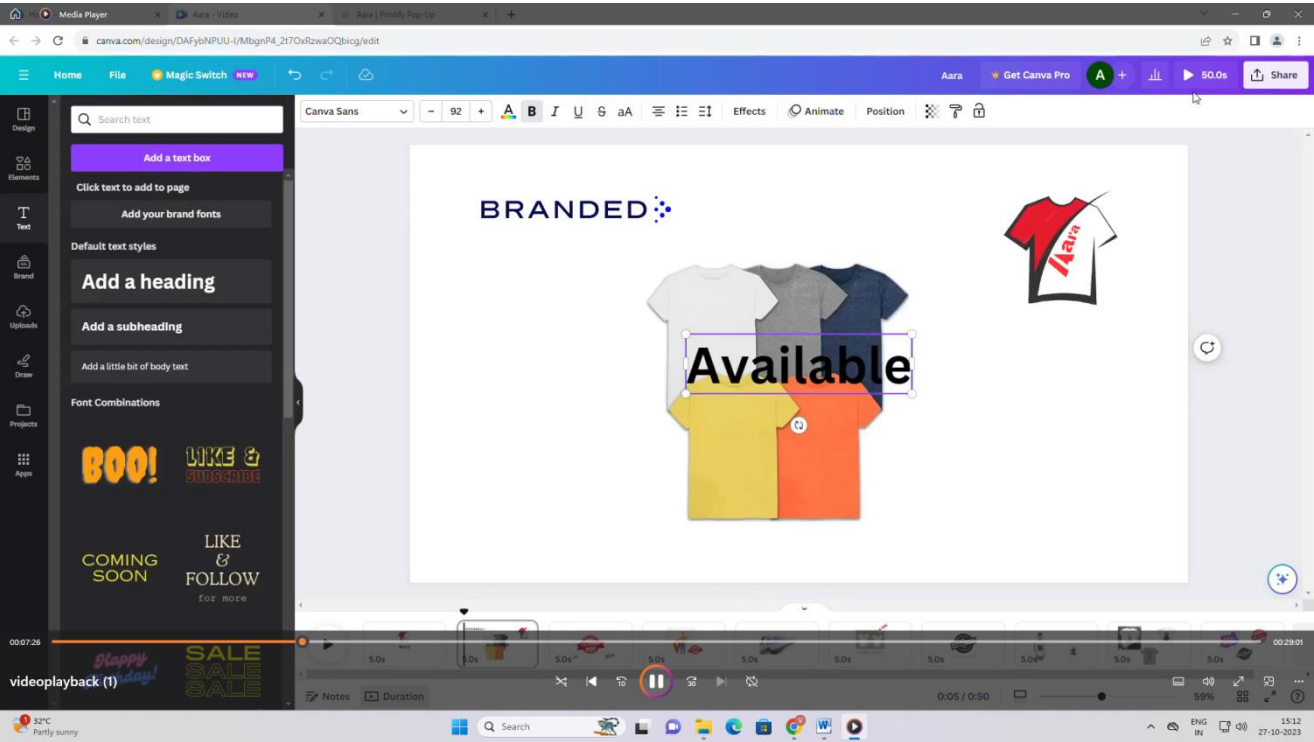 Media Player
Aara - Video
Aara | Printify Pop-Up
canva.com/design/DAFybNPUU-I/MbgnP4_2t7OxRzwaOQbicg/edit
Home File Magic Switch NEW
Aara Get Canva Pro A + 50.0s Share
Design
Elements
Text
Brand
Uploads
Draw
Projects
Apps
Search text
Add a text box
Click text to add to page
Add your brand fonts
Default text styles
Add a heading
Add a subheading
Add a little bit of body text
Font Combinations
BOO!
LIKE &
SUBSCRIBE
COMING
SOON
LIKE
&
FOLLOW
for more
Happy
Birthday!
SALE
SALE
SALE
Canva Sans - 92 + A B I U S aA Effects Animate Position
BRANDED
Aara
Available
00:07:26
00:29:01
5.0s 5.0s 5.0s 5.0s 5.0s 5.0s 5.0s 5.0s 5.0s 5.0s
videoplayback (1)
10 30
59%
Notes Duration 0:05 / 0:50
32°C
Partly sunny
Search
ENG
IN
15:12
27-10-2023